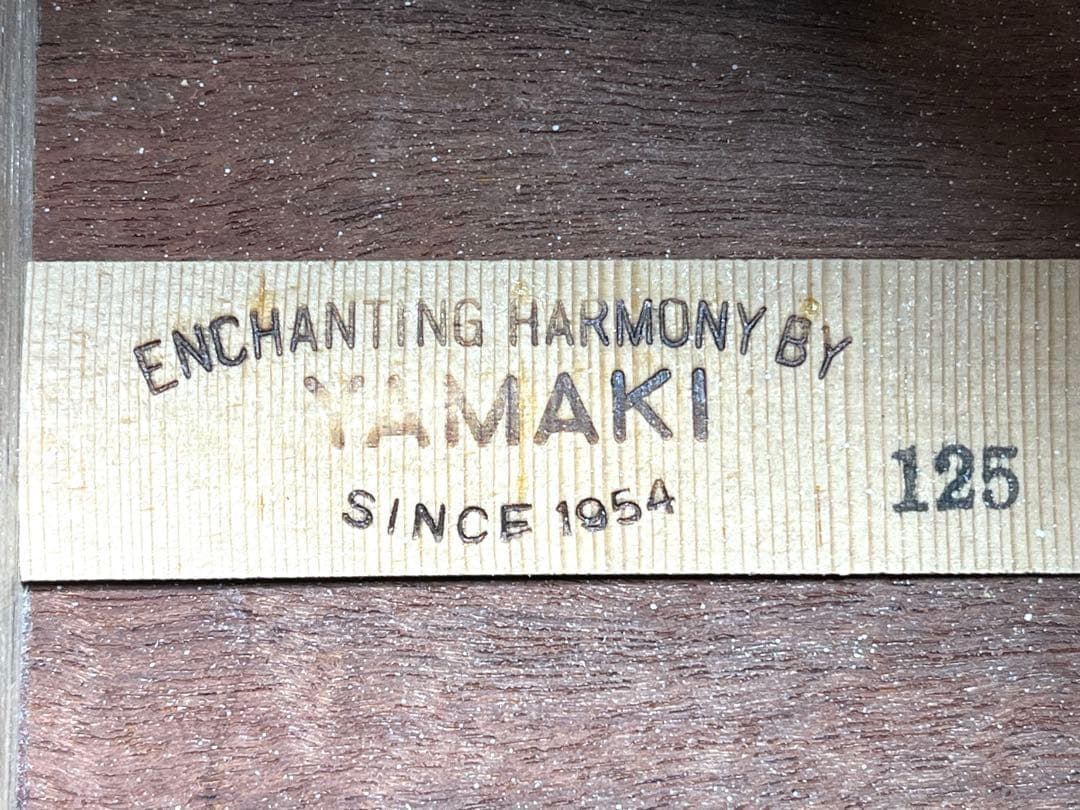 ENCHANTING HARMONY BY
YAMAKI
SINCE 1954
125